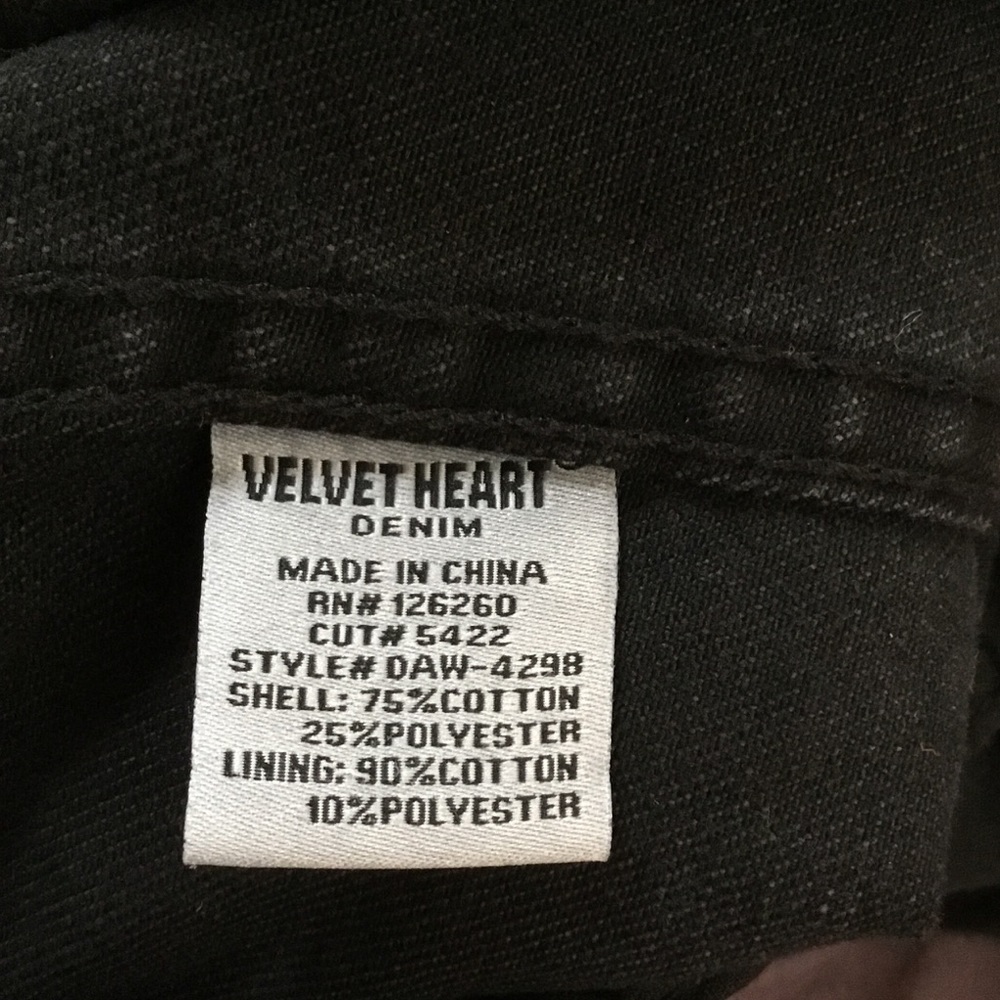 VELVET HEART®
DENIM
MADE IN CHINA
RN# 126260
CUT# 5422
STYLE# DAW-4298
SHELL: 75%COTTON
25%POLYESTER
LINING: 90%COTTON
10%POLYESTER